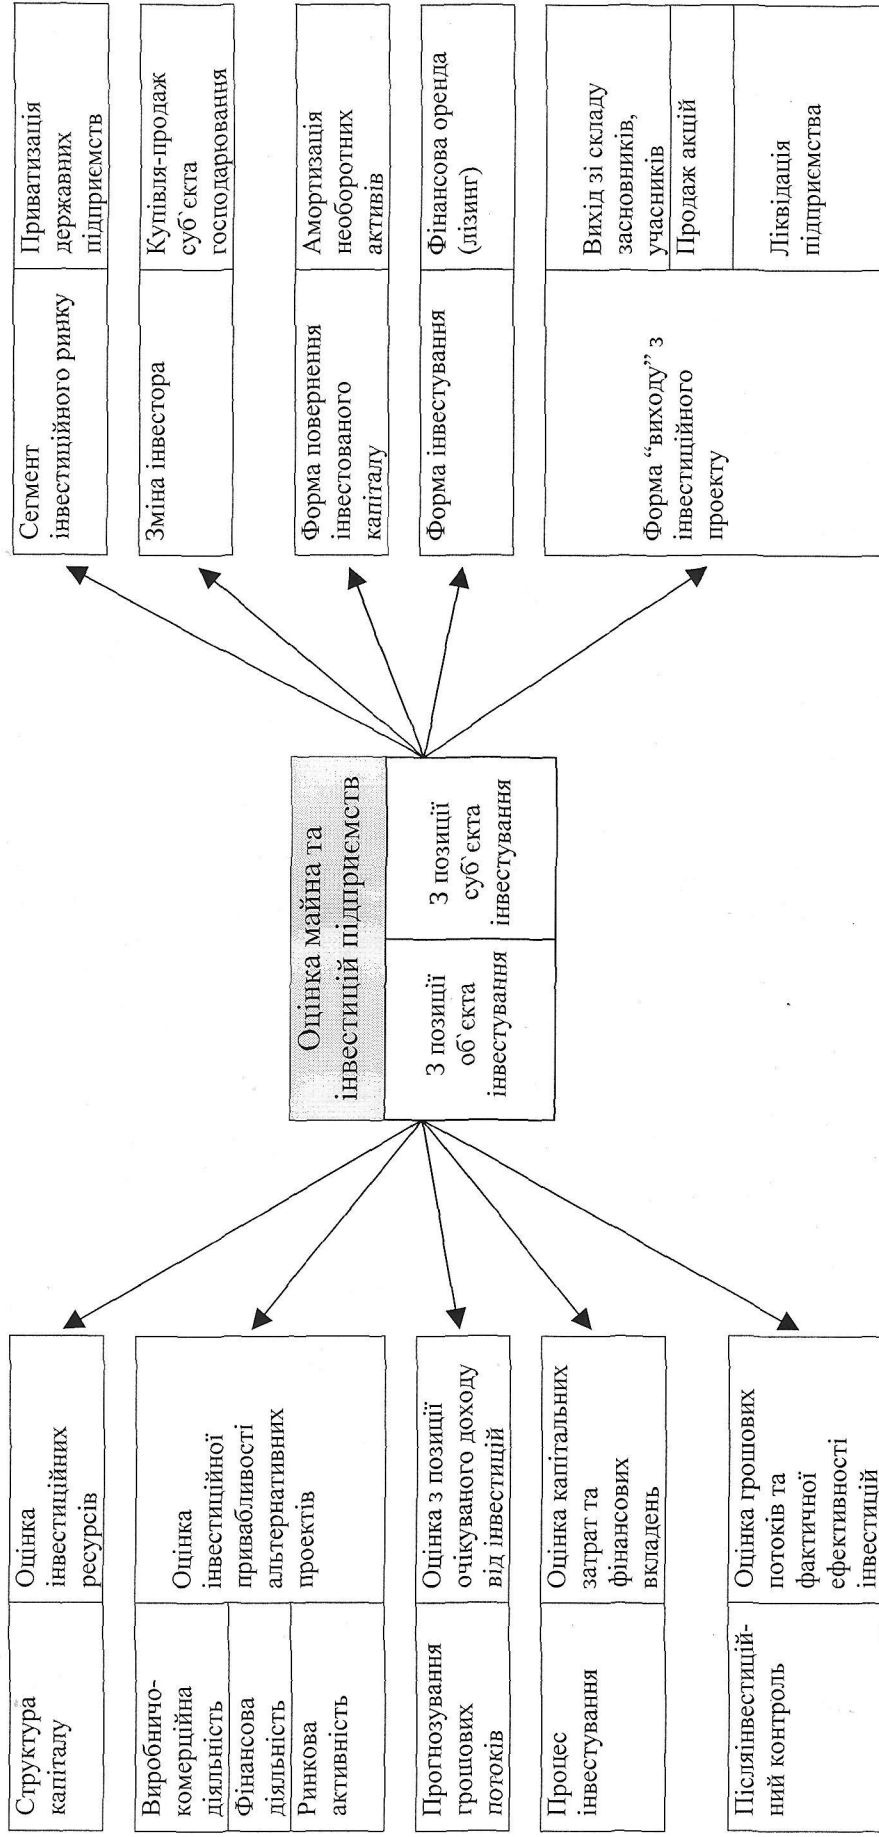 Структура
капіталу
Оцінка
інвестиційних
ресурсів
Виробничо-
комерційна
діяльність
Фінансова
діяльність
Ринкова
активність
Оцінка
інвестиційної
привабливості
альтернативних
проектів
Прогнозування
грошових
потоків
Оцінка з позиції
очікуваного доходу
від інвестицій
Процес
інвестування
Оцінка капітальних
затрат та
фінансових
вкладень
Післяінвестицій-
ний контроль
Оцінка грошових
потоків та
фактичної
ефективності
інвестицій
Оцінка майна та
інвестицій підприємств
З позиції
об`єкта
інвестування
З позиції
суб`єкта
інвестування
Сегмент
інвестиційного ринку
Приватизація
державних
підприємств
Зміна інвестора
Купівля-продаж
суб`єкта
господарювання
Форма повернення
інвестованого
капіталу
Амортизація
необоротних
активів
Форма інвестування
Фінансова оренда
(лізинг)
Форма “виходу” з
інвестиційного
проекту
Вихід зі складу
засновників,
учасників
Продаж акцій
Ліквідація
підприємства